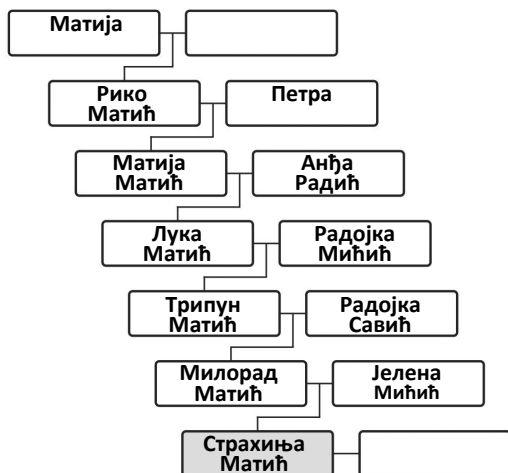 Матија
Рико
Матић
Петра
Матија
Матић
Анђа
Радић
Лука
Матић
Радојка
Мићић
Трипун
Матић
Радојка
Савић
Милорад
Матић
Јелена
Мићић
Страхиња
Матић